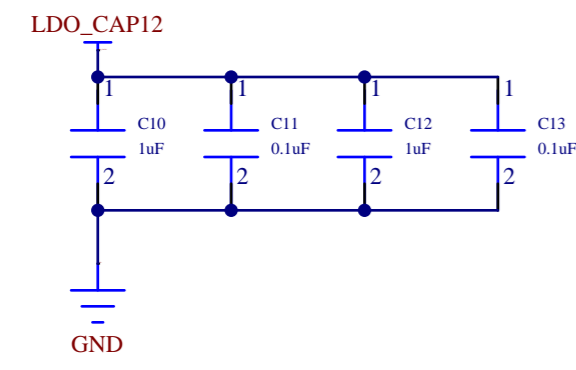 LDO_CAP12
1 1 1 1
C10 C11 C12 C13
1uF 0.1uF 1uF 0.1uF
2 2 2 2
GND